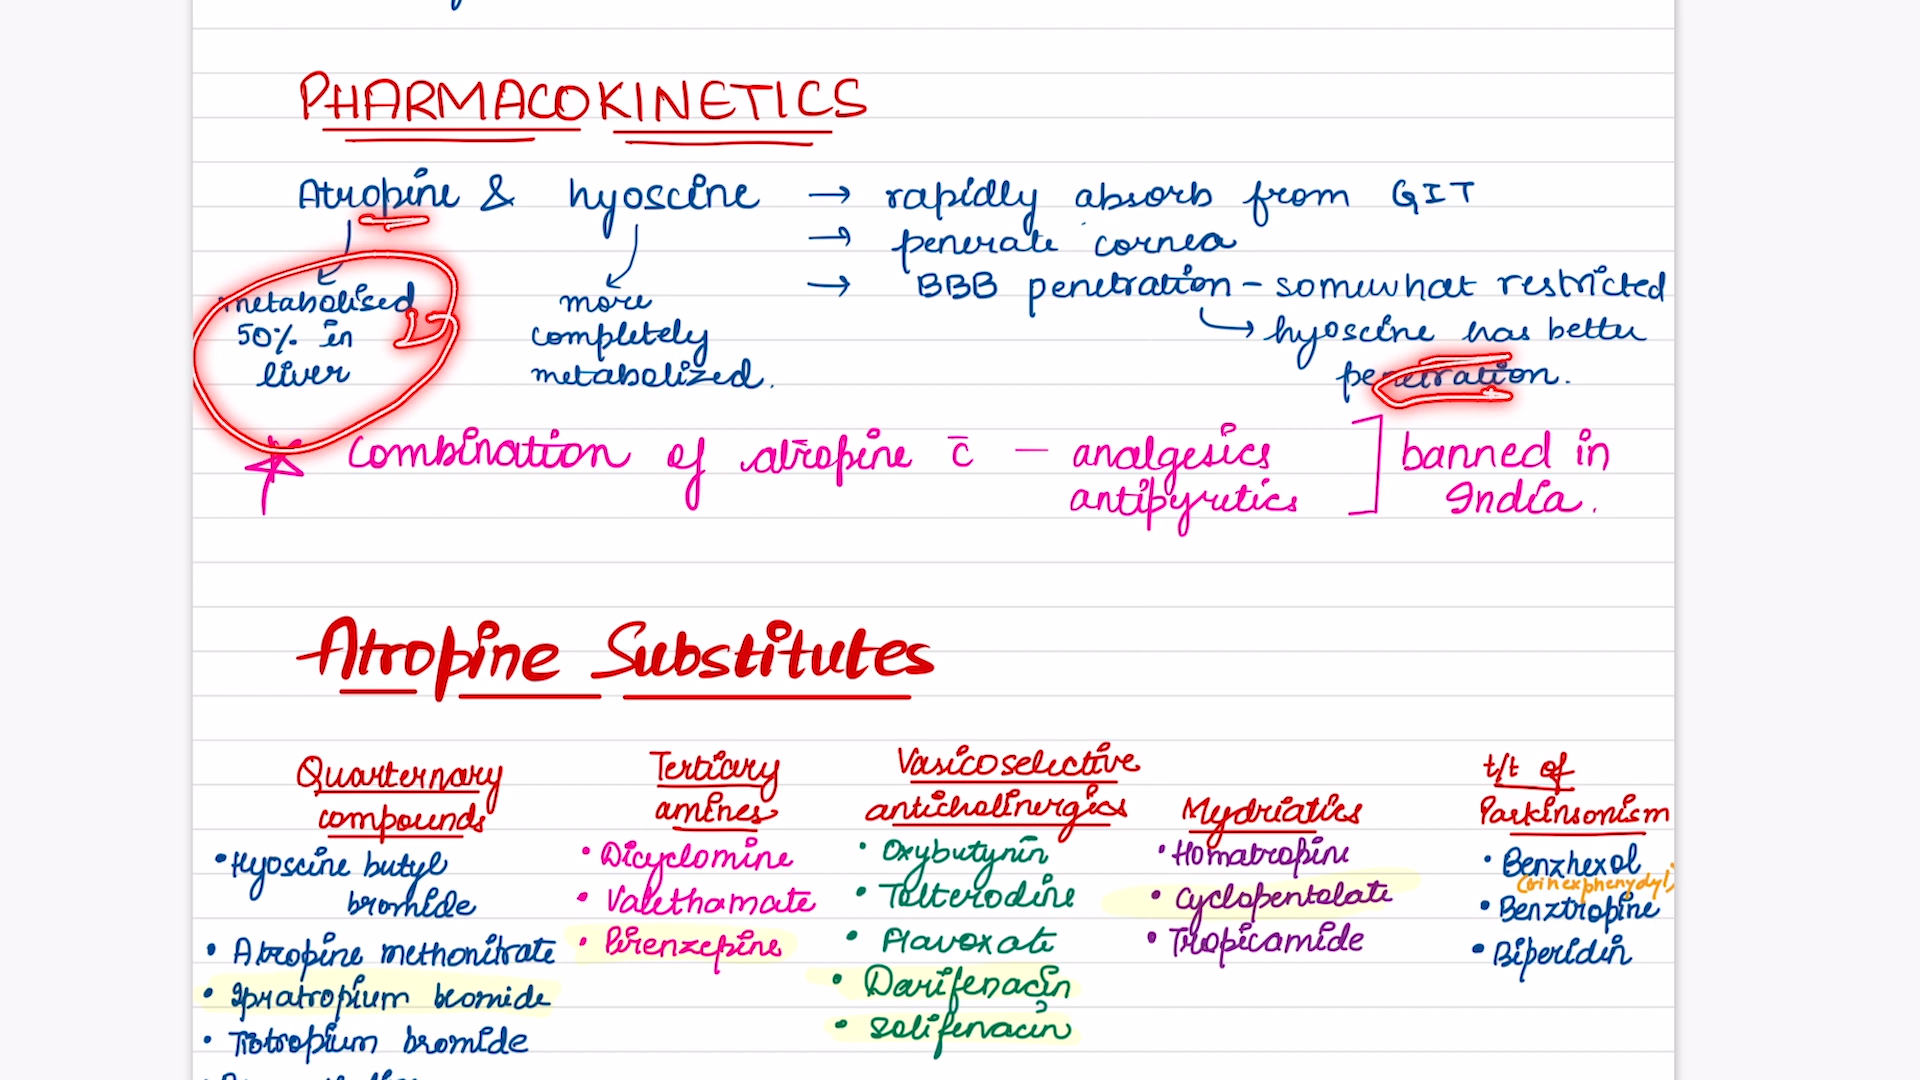 PHARMACOKINETICS
Atropine & hyoscine → rapidly absorb from GIT
→ penerate cornea
→ BBB penetration – somewhat restricted
↳ hyoscine has better
penetration.
metabolised
50% in
liver
more
completely
metabolized.
* Combination of atropine c̄ — analgesics
antipyretics
] banned in
India.
Atropine Substitutes
Quarternary
compounds
• Hyoscine butyl
bromide
• Atropine methonitrate
• Ipratropium bromide
• Tiotropium bromide
Tertiary
amines
• Dicyclomine
• Valethamate
• Pirenzepine
Vasicoselective
anticholinergics
• Oxybutynin
• Tolterodine
• Flavoxate
• Darifenacin
• Solifenacin
Mydriatics
• Homatropine
• Cyclopentolate
• Tropicamide
t/t of
Parkinsonism
• Benzhexol
(trihexphenydyl)
• Benztropine
• Biperidin